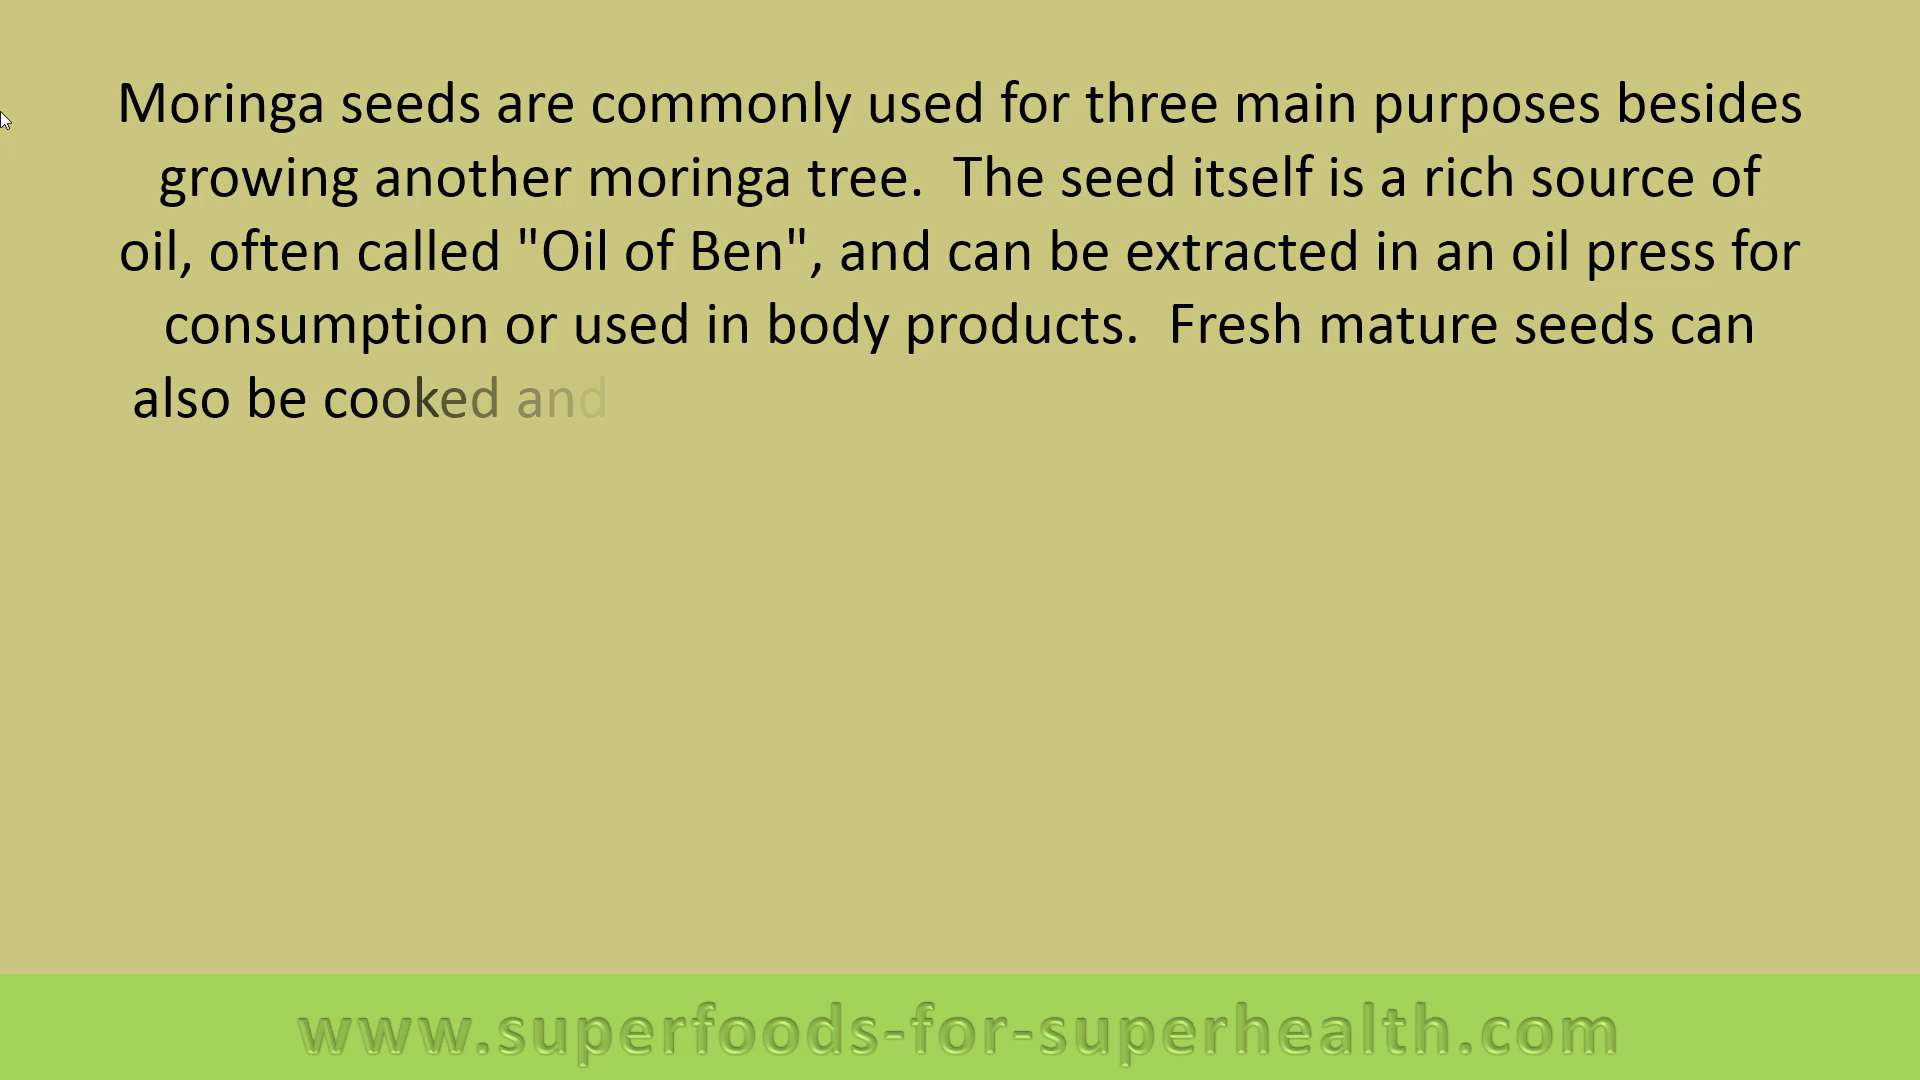 Moringa seeds are commonly used for three main purposes besides
growing another moringa tree.  The seed itself is a rich source of
oil, often called "Oil of Ben", and can be extracted in an oil press for
consumption or used in body products.  Fresh mature seeds can
also be cooked and
www.superfoods-for-superhealth.com